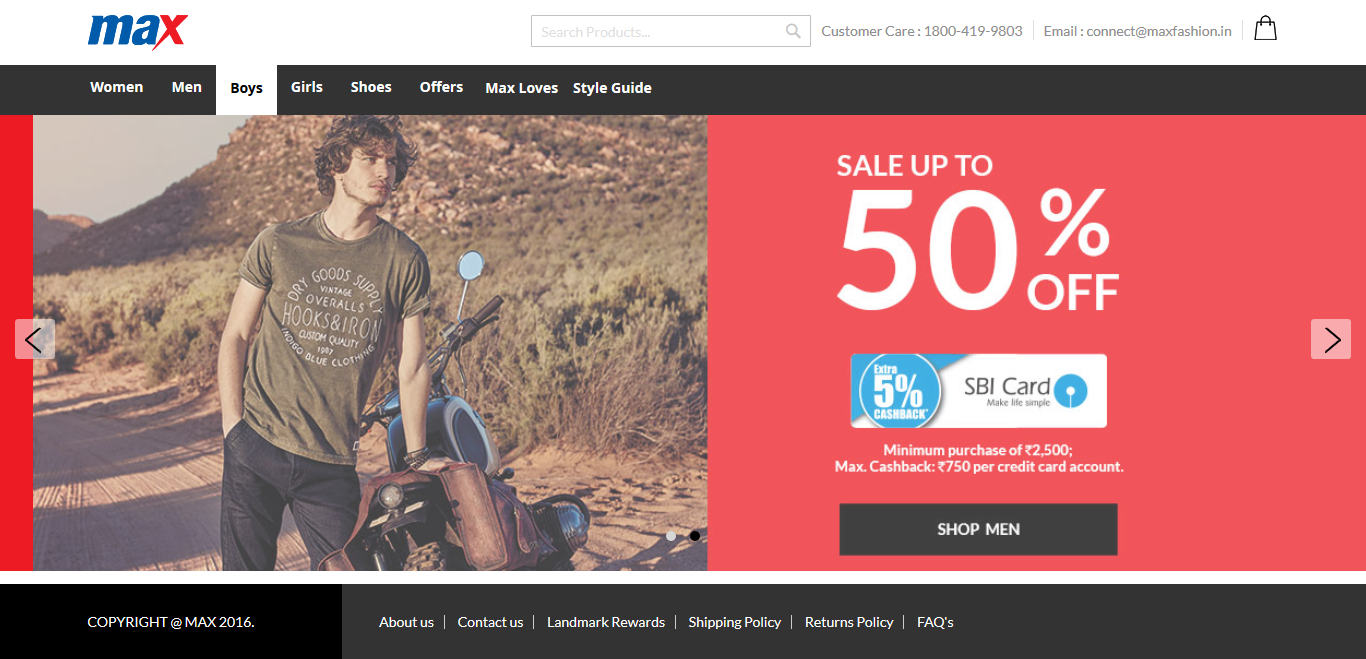 max
Search Products...
Customer Care : 1800-419-9803
Email : connect@maxfashion.in
Women
Men
Boys
Girls
Shoes
Offers
Max Loves
Style Guide
DRY GOODS SUPPLY
VINTAGE
OVERALLS
HOOKS&IRON
CUSTOM QUALITY
1987
INDIGO BLUE CLOTHING
SALE UP TO
50%
OFF
Extra
5%
CASHBACK*
SBI Card
Make life simple
Minimum purchase of ₹2,500;
Max. Cashback: ₹750 per credit card account.
SHOP MEN
COPYRIGHT @ MAX 2016.
About us
Contact us
Landmark Rewards
Shipping Policy
Returns Policy
FAQ's